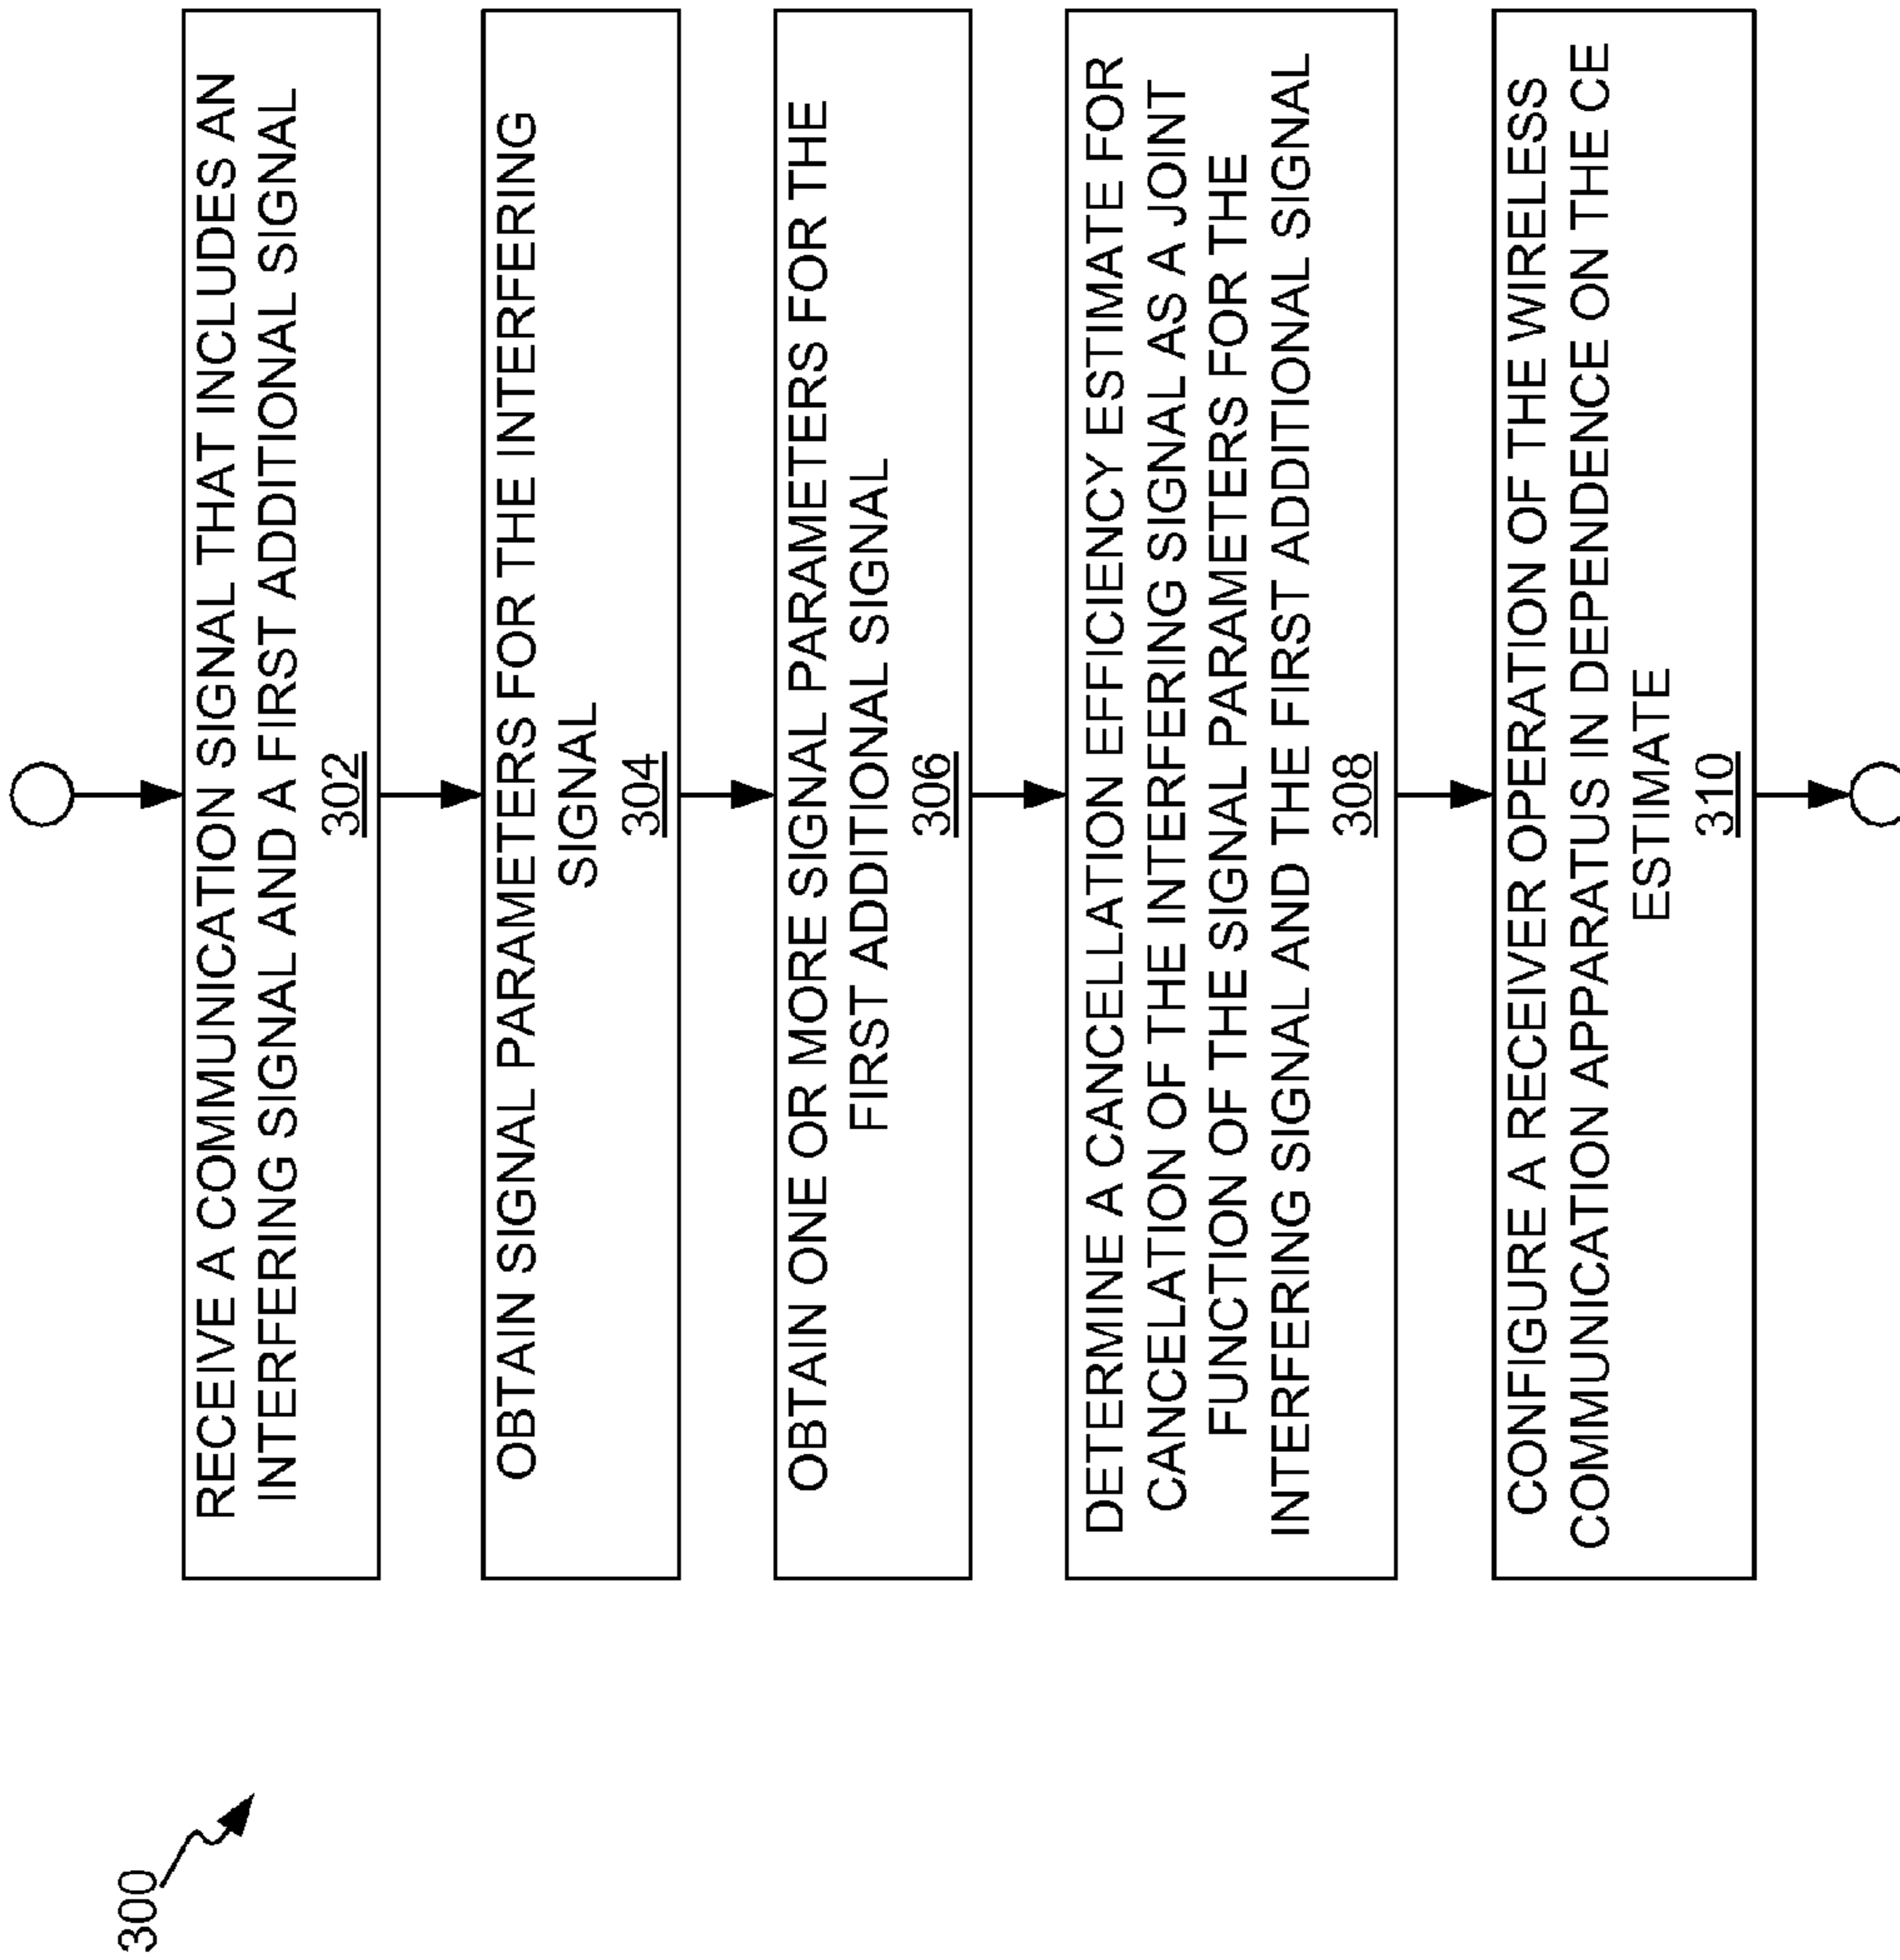 300
RECEIVE A COMMUNICATION SIGNAL THAT INCLUDES AN
INTERFERING SIGNAL AND A FIRST ADDITIONAL SIGNAL
302
OBTAIN SIGNAL PARAMETERS FOR THE INTERFERING
SIGNAL
304
OBTAIN ONE OR MORE SIGNAL PARAMETERS FOR THE
FIRST ADDITIONAL SIGNAL
306
DETERMINE A CANCELLATION EFFICIENCY ESTIMATE FOR
CANCELATION OF THE INTERFERING SIGNAL AS A JOINT
FUNCTION OF THE SIGNAL PARAMETERS FOR THE
INTERFERING SIGNAL AND THE FIRST ADDITIONAL SIGNAL
308
CONFIGURE A RECEIVER OPERATION OF THE WIRELESS
COMMUNICATION APPARATUS IN DEPENDENCE ON THE CE
ESTIMATE
310